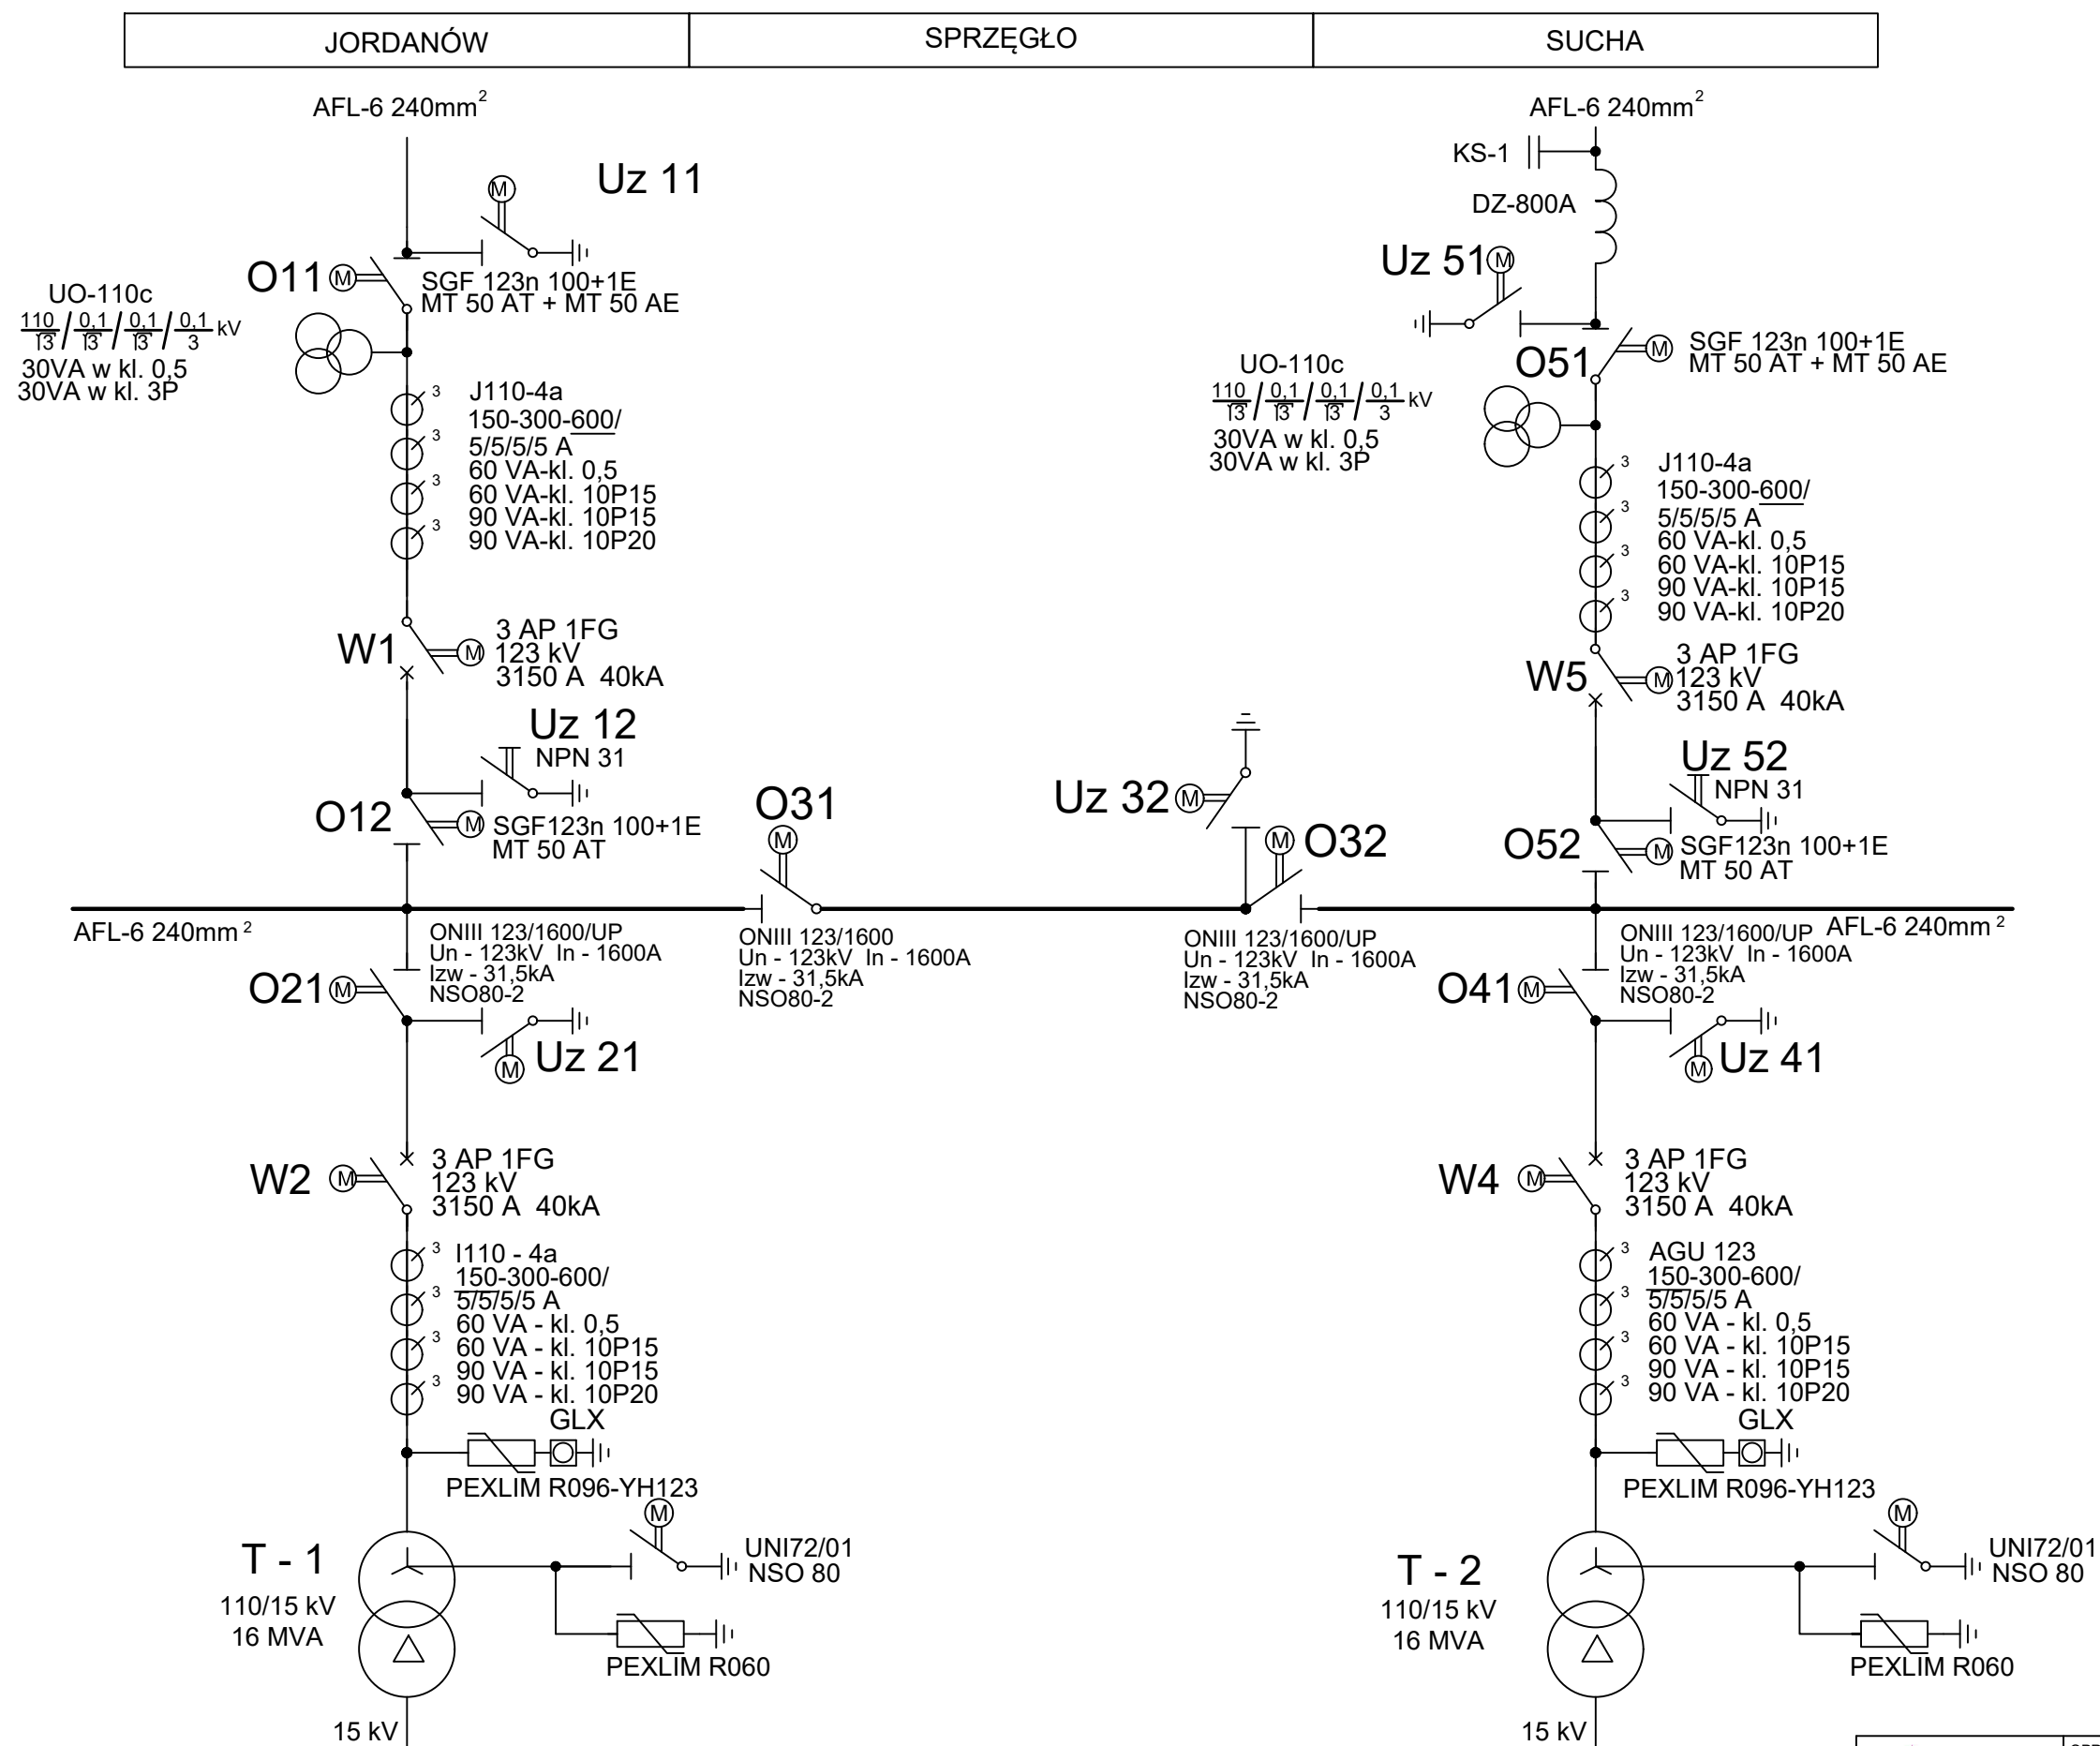 JORDANÓW
SPRZĘGŁO
SUCHA
AFL-6 240mm²
Uz 11
M
O11
M
SGF 123n 100+1E
MT 50 AT + MT 50 AE
UO-110c
110/√3 / 0,1/√3 / 0,1/√3 / 0,1/3 kV
30VA w kl. 0,5
30VA w kl. 3P
3
3
3
3
J110-4a
150-300-600/
5/5/5/5 A
60 VA-kl. 0,5
60 VA-kl. 10P15
90 VA-kl. 10P15
90 VA-kl. 10P20
W1
M
3 AP 1FG
123 kV
3150 A 40kA
Uz 12
NPN 31
O12
M
SGF123n 100+1E
MT 50 AT
AFL-6 240mm²
KS-1
DZ-800A
Uz 51
M
O51
M
SGF 123n 100+1E
MT 50 AT + MT 50 AE
UO-110c
110/√3 / 0,1/√3 / 0,1/√3 / 0,1/3 kV
30VA w kl. 0,5
30VA w kl. 3P
3
3
3
3
J110-4a
150-300-600/
5/5/5/5 A
60 VA-kl. 0,5
60 VA-kl. 10P15
90 VA-kl. 10P15
90 VA-kl. 10P20
W5
M
3 AP 1FG
123 kV
3150 A 40kA
Uz 52
NPN 31
O52
M
SGF123n 100+1E
MT 50 AT
O31
M
Uz 32
M
M
O32
AFL-6 240mm²
ONIII 123/1600/UP
Un - 123kV In - 1600A
Izw - 31,5kA
NSO80-2
ONIII 123/1600
Un - 123kV In - 1600A
Izw - 31,5kA
NSO80-2
ONIII 123/1600/UP
Un - 123kV In - 1600A
Izw - 31,5kA
NSO80-2
ONIII 123/1600/UP
Un - 123kV In - 1600A
Izw - 31,5kA
NSO80-2
AFL-6 240mm²
O21
M
Uz 21
M
O41
M
Uz 41
M
W2
M
3 AP 1FG
123 kV
3150 A 40kA
3
3
3
3
I110 - 4a
150-300-600/
5/5/5/5 A
60 VA - kl. 0,5
60 VA - kl. 10P15
90 VA - kl. 10P15
90 VA - kl. 10P20
GLX
PEXLIM R096-YH123
M
UNI72/01
NSO 80
T - 1
110/15 kV
16 MVA
PEXLIM R060
15 kV
W4
M
3 AP 1FG
123 kV
3150 A 40kA
3
3
3
3
AGU 123
150-300-600/
5/5/5/5 A
60 VA - kl. 0,5
60 VA - kl. 10P15
90 VA - kl. 10P15
90 VA - kl. 10P20
GLX
PEXLIM R096-YH123
M
UNI72/01
NSO 80
T - 2
110/15 kV
16 MVA
PEXLIM R060
15 kV